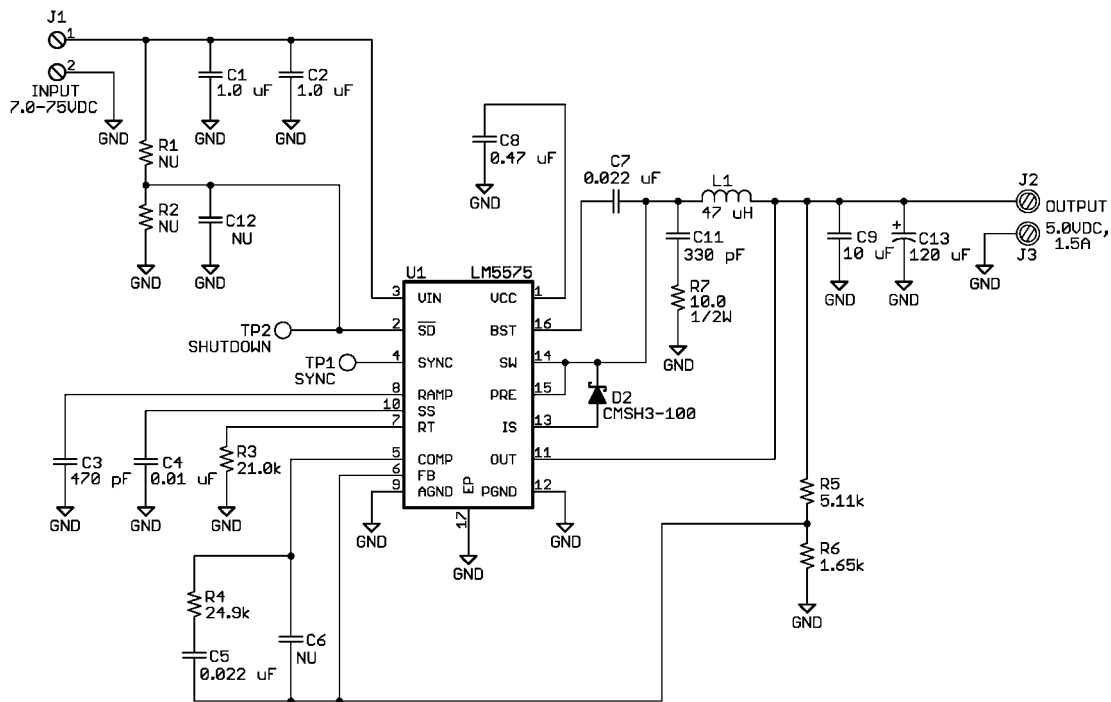 J1
1
2
INPUT
7.0-75VDC
GND
C1
1.0 uF
GND
C2
1.0 uF
GND
R1
NU
R2
NU
GND
C12
NU
GND
C8
0.47 uF
GND
C7
0.022 uF
L1
47 uH
C11
330 pF
R7
10.0
1/2W
GND
C9
10 uF
GND
+
C13
120 uF
GND
J2
OUTPUT
5.0VDC,
1.5A
J3
GND
U1
LM5575
3
VIN
VCC
1
2
SD
BST
16
4
SYNC
SW
14
8
RAMP
PRE
15
10
SS
7
RT
IS
13
5
COMP
OUT
11
6
FB
9
AGND
EP
PGND
12
17
GND
GND
GND
TP2
SHUTDOWN
TP1
SYNC
D2
CMSH3-100
C3
470 pF
GND
C4
0.01 uF
GND
R3
21.0k
GND
R5
5.11k
R6
1.65k
GND
R4
24.9k
C5
0.022 uF
C6
NU